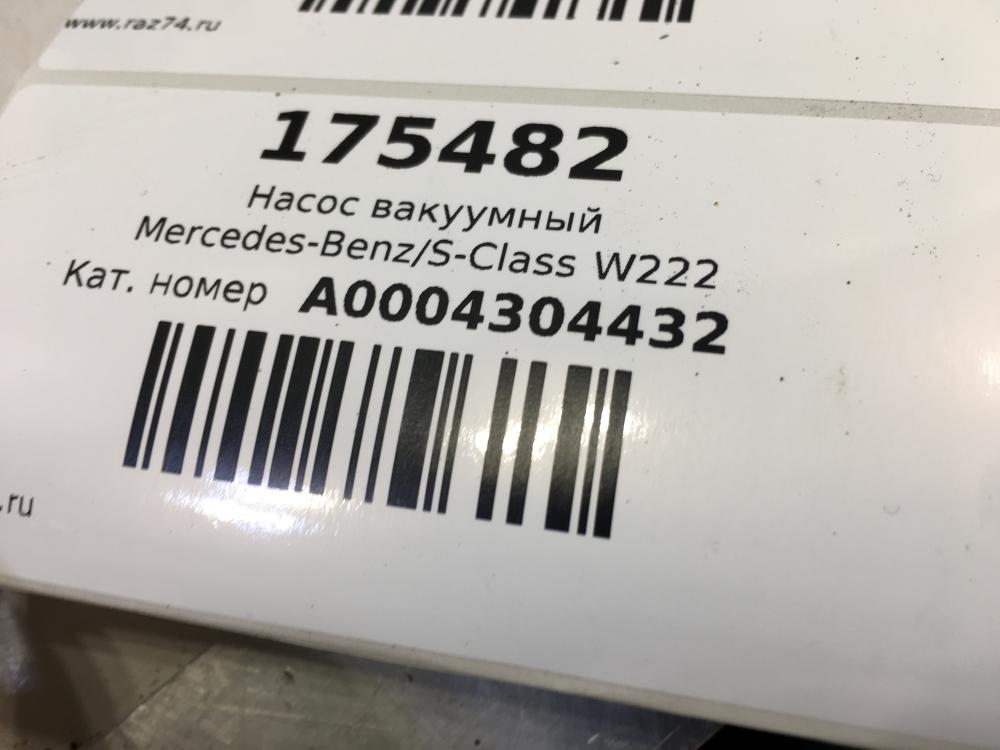 www.raz74.ru
175482
Насос вакуумный
Mercedes-Benz/S-Class W222
Кат. номер A0004304432
.ru